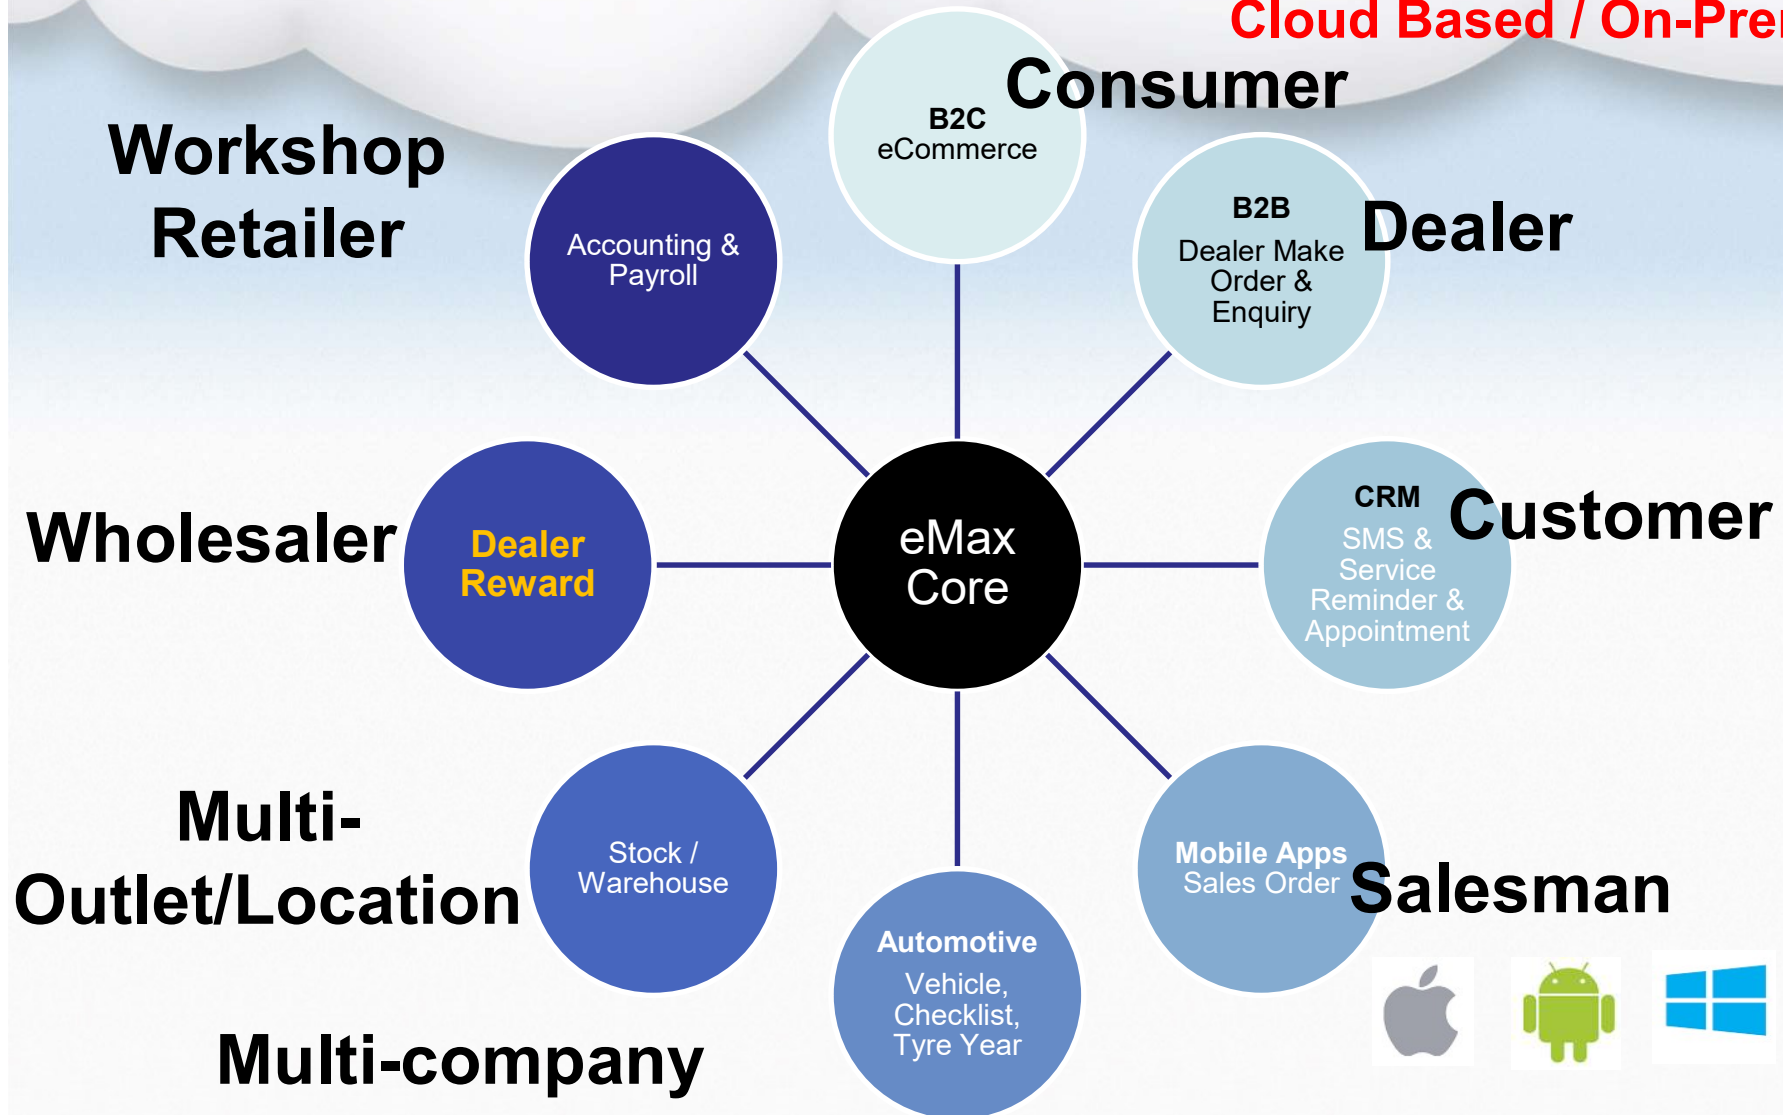 Cloud Based / On-Prem
Consumer
B2C
eCommerce
Workshop
Retailer
Accounting &
Payroll
B2B
Dealer Make
Order &
Enquiry
Dealer
Wholesaler
Dealer
Reward
eMax
Core
CRM
SMS &
Service
Reminder &
Appointment
Customer
Multi-
Outlet/Location
Stock /
Warehouse
Mobile Apps
Sales Order
Salesman
Automotive
Vehicle,
Checklist,
Tyre Year
Multi-company